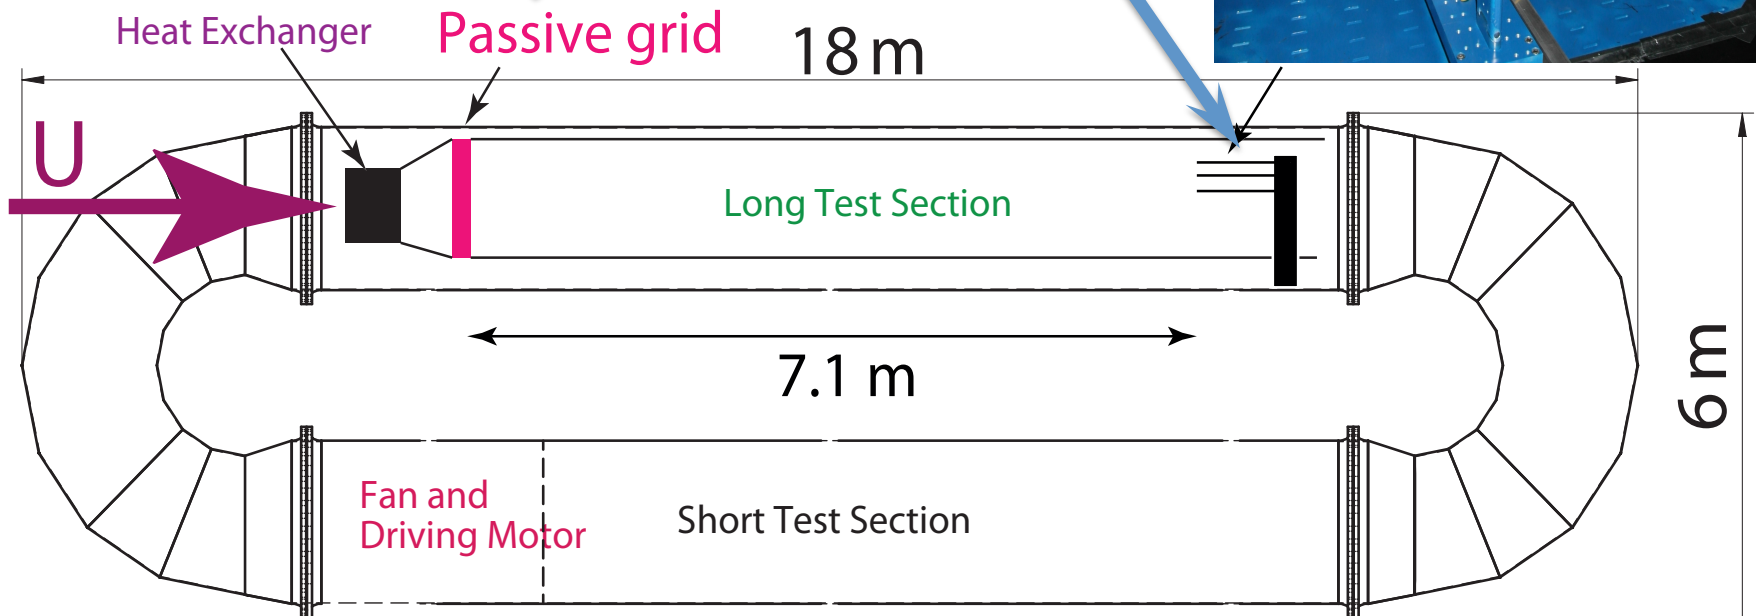 Heat Exchanger
Passive grid
18 m
U
Long Test Section
7.1 m
6 m
Fan and
Driving Motor
Short Test Section